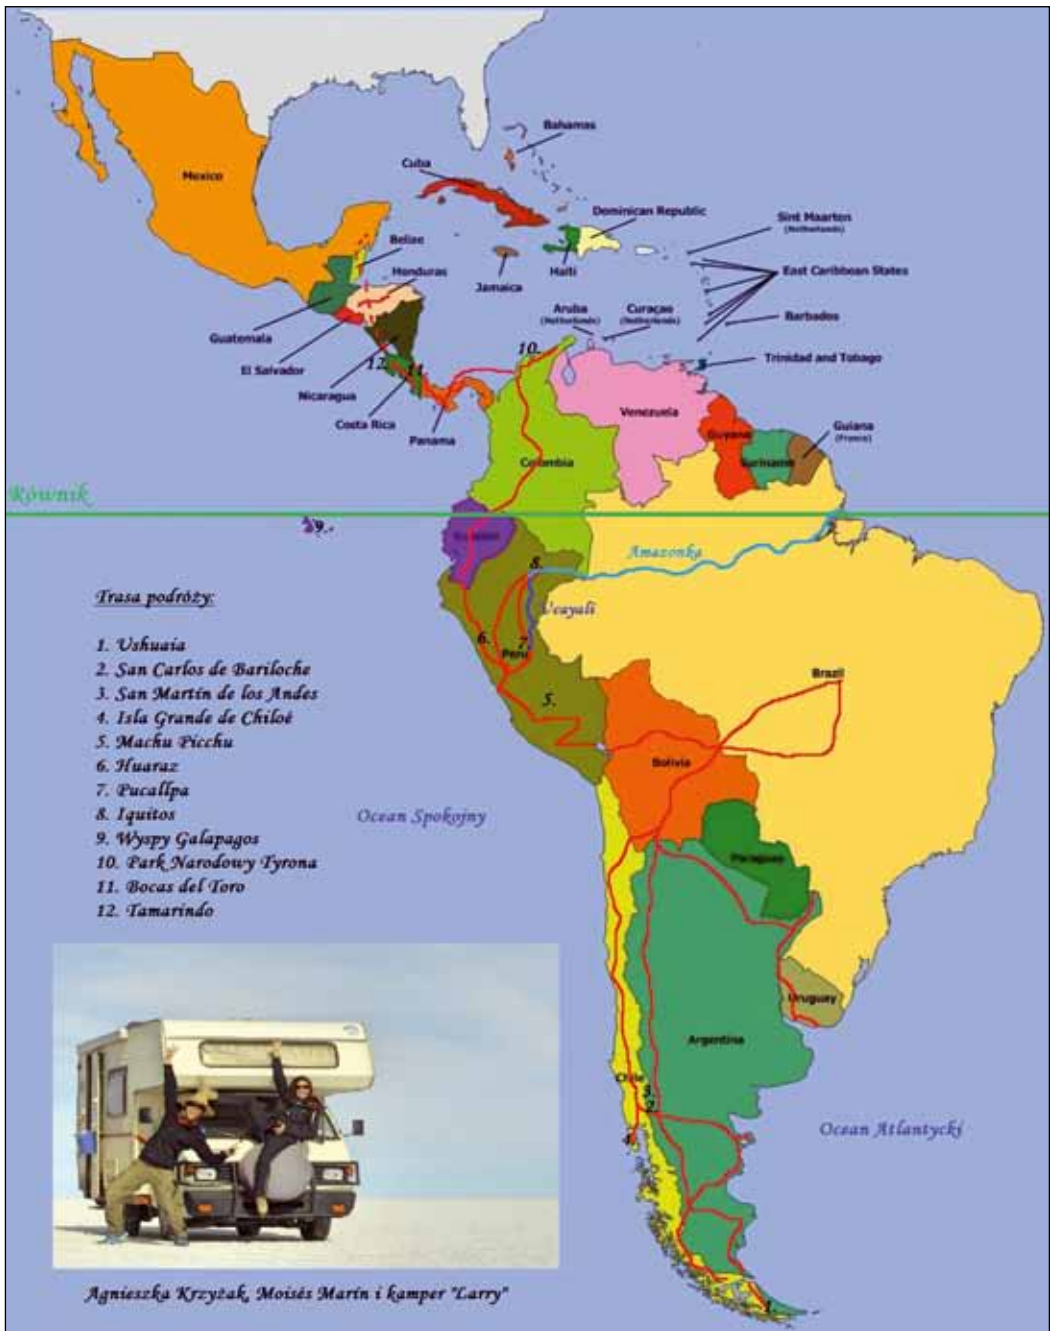 Bahamas
Cuba
Mexico
Dominican Republic
Sint Maarten
(Netherlands)
Belize
Haiti
East Caribbean States
Honduras
Jamaica
Aruba
(Netherlands)
Curaçao
(Netherlands)
Barbados
Guatemala
10.
El Salvador
12.
11.
Trinidad and Tobago
Nicaragua
Costa Rica
Venezuela
Panama
Guyana
Guiana
(France)
Colombia
Suriname
Równik
9.
Ecuador
Amazonka
8.
Ucayali
6.
7.
Peru
5.
Brazil
Bolivia
Trasa podróży:
1. Ushuaia
2. San Carlos de Bariloche
3. San Martín de los Andes
4. Isla Grande de Chiloé
5. Machu Picchu
6. Huaraz
7. Pucallpa
8. Iquitos
9. Wyspy Galapagos
10. Park Narodowy Tyrona
11. Bocas del Toro
12. Tamarindo
Ocean Spokojny
Paraguay
Uruguay
Argentina
Chile
3.
2.
4.
Ocean Atlantycki
1.
Agnieszka Krzyżak, Moisés Marín i kamper "Larry"